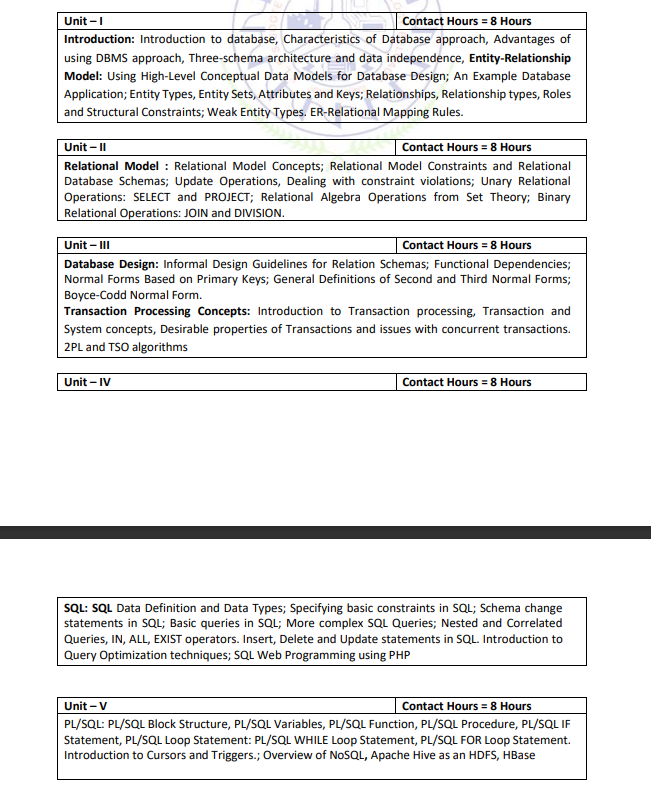 Unit – I Contact Hours = 8 Hours
Introduction: Introduction to database, Characteristics of Database approach, Advantages of
using DBMS approach, Three-schema architecture and data independence, Entity-Relationship
Model: Using High-Level Conceptual Data Models for Database Design; An Example Database
Application; Entity Types, Entity Sets, Attributes and Keys; Relationships, Relationship types, Roles
and Structural Constraints; Weak Entity Types. ER-Relational Mapping Rules.
Unit – II Contact Hours = 8 Hours
Relational Model : Relational Model Concepts; Relational Model Constraints and Relational
Database Schemas; Update Operations, Dealing with constraint violations; Unary Relational
Operations: SELECT and PROJECT; Relational Algebra Operations from Set Theory; Binary
Relational Operations: JOIN and DIVISION.
Unit – III Contact Hours = 8 Hours
Database Design: Informal Design Guidelines for Relation Schemas; Functional Dependencies;
Normal Forms Based on Primary Keys; General Definitions of Second and Third Normal Forms;
Boyce-Codd Normal Form.
Transaction Processing Concepts: Introduction to Transaction processing, Transaction and
System concepts, Desirable properties of Transactions and issues with concurrent transactions.
2PL and TSO algorithms
Unit – IV Contact Hours = 8 Hours
SQL: SQL Data Definition and Data Types; Specifying basic constraints in SQL; Schema change
statements in SQL; Basic queries in SQL; More complex SQL Queries; Nested and Correlated
Queries, IN, ALL, EXIST operators. Insert, Delete and Update statements in SQL. Introduction to
Query Optimization techniques; SQL Web Programming using PHP
Unit – V Contact Hours = 8 Hours
PL/SQL: PL/SQL Block Structure, PL/SQL Variables, PL/SQL Function, PL/SQL Procedure, PL/SQL IF
Statement, PL/SQL Loop Statement: PL/SQL WHILE Loop Statement, PL/SQL FOR Loop Statement.
Introduction to Cursors and Triggers.; Overview of NoSQL, Apache Hive as an HDFS, HBase